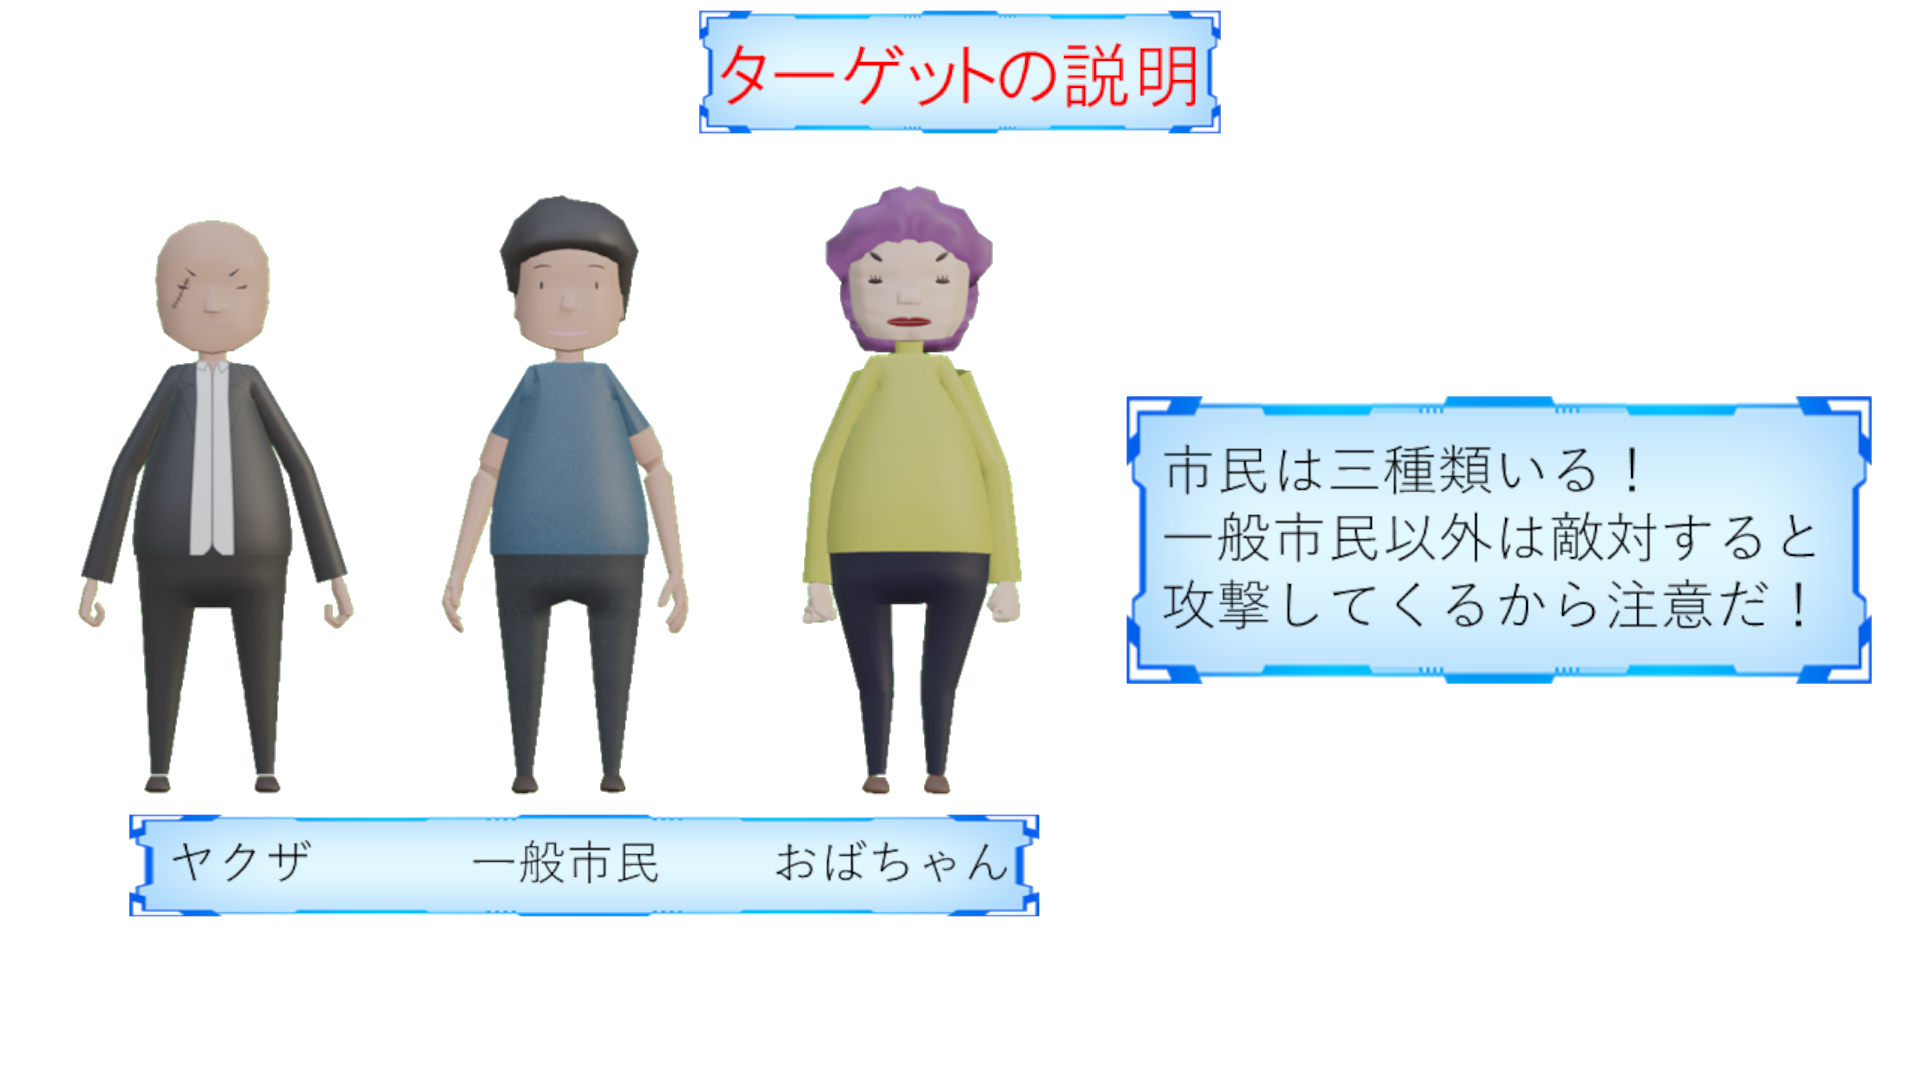 ターゲットの説明
市民は三種類いる！
一般市民以外は敵対すると
攻撃してくるから注意だ！
ヤクザ 一般市民 おばちゃん